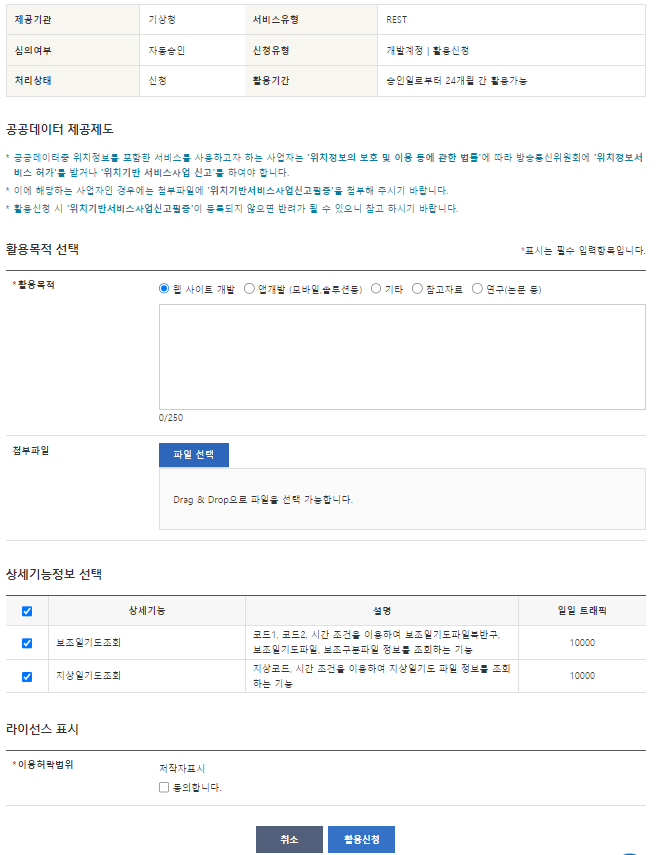 제공기관 기상청 서비스유형 REST
심의여부 자동승인 신청유형 개발계정 | 활용신청
처리상태 신청 활용기간 승인일로부터 24개월 간 활용가능
공공데이터 제공제도
* 공공데이터중 위치정보를 포함한 서비스를 사용하고자 하는 사업자는 '위치정보의 보호 및 이용 등에 관한 법률'에 따라 방송통신위원회에 '위치정보서
비스 허가'를 받거나 '위치기반 서비스사업 신고'를 하여야 합니다.
* 이에 해당하는 사업자인 경우에는 첨부파일에 '위치기반서비스사업신고필증'을 첨부해 주시기 바랍니다.
* 활용신청 시 '위치기반서비스사업신고필증'이 등록되지 않으면 반려가 될 수 있으니 참고 하시기 바랍니다.
활용목적 선택
*표시는 필수 입력항목입니다.
*활용목적
웹 사이트 개발 앱개발 (모바일,솔루션등) 기타 참고자료 연구(논문 등)
0/250
첨부파일
파일 선택
Drag & Drop으로 파일을 선택 가능합니다.
상세기능정보 선택
상세기능 설명 일일 트래픽
보조일기도조회
코드1, 코드2, 시간 조건을 이용하여 보조일기도파일북반구,
보조일기도파일, 보조구분파일 정보를 조회하는 기능
10000
지상일기도조회
지상코드, 시간 조건을 이용하여 지상일기도 파일 정보를 조회
하는 기능
10000
라이선스 표시
*이용허락범위
저작자표시
동의합니다.
취소 활용신청